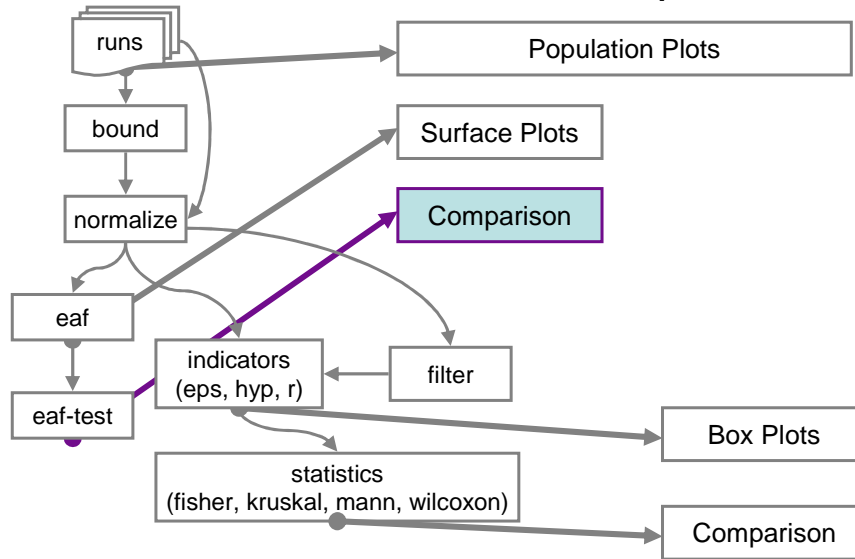 runs
Population Plots
bound
Surface Plots
normalize
Comparison
eaf
indicators
(eps, hyp, r)
filter
eaf-test
Box Plots
statistics
(fisher, kruskal, mann, wilcoxon)
Comparison